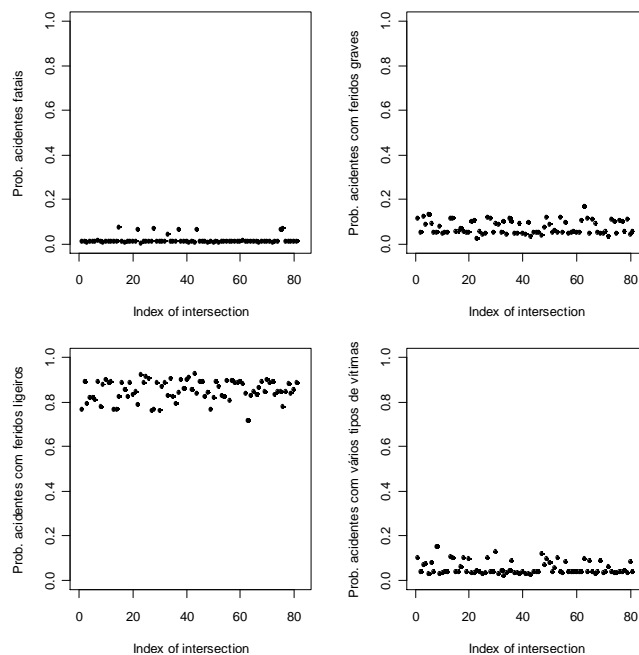 Prob. acidentes fatais
1.0
0.8
0.6
0.4
0.2
0.0
0 20 40 60 80
Index of intersection
Prob. acidentes com feridos graves
1.0
0.8
0.6
0.4
0.2
0.0
0 20 40 60 80
Index of intersection
Prob. acidentes com feridos ligeiros
1.0
0.8
0.6
0.4
0.2
0.0
0 20 40 60 80
Index of intersection
Prob. acidentes com vários tipos de vítimas
1.0
0.8
0.6
0.4
0.2
0.0
0 20 40 60 80
Index of intersection